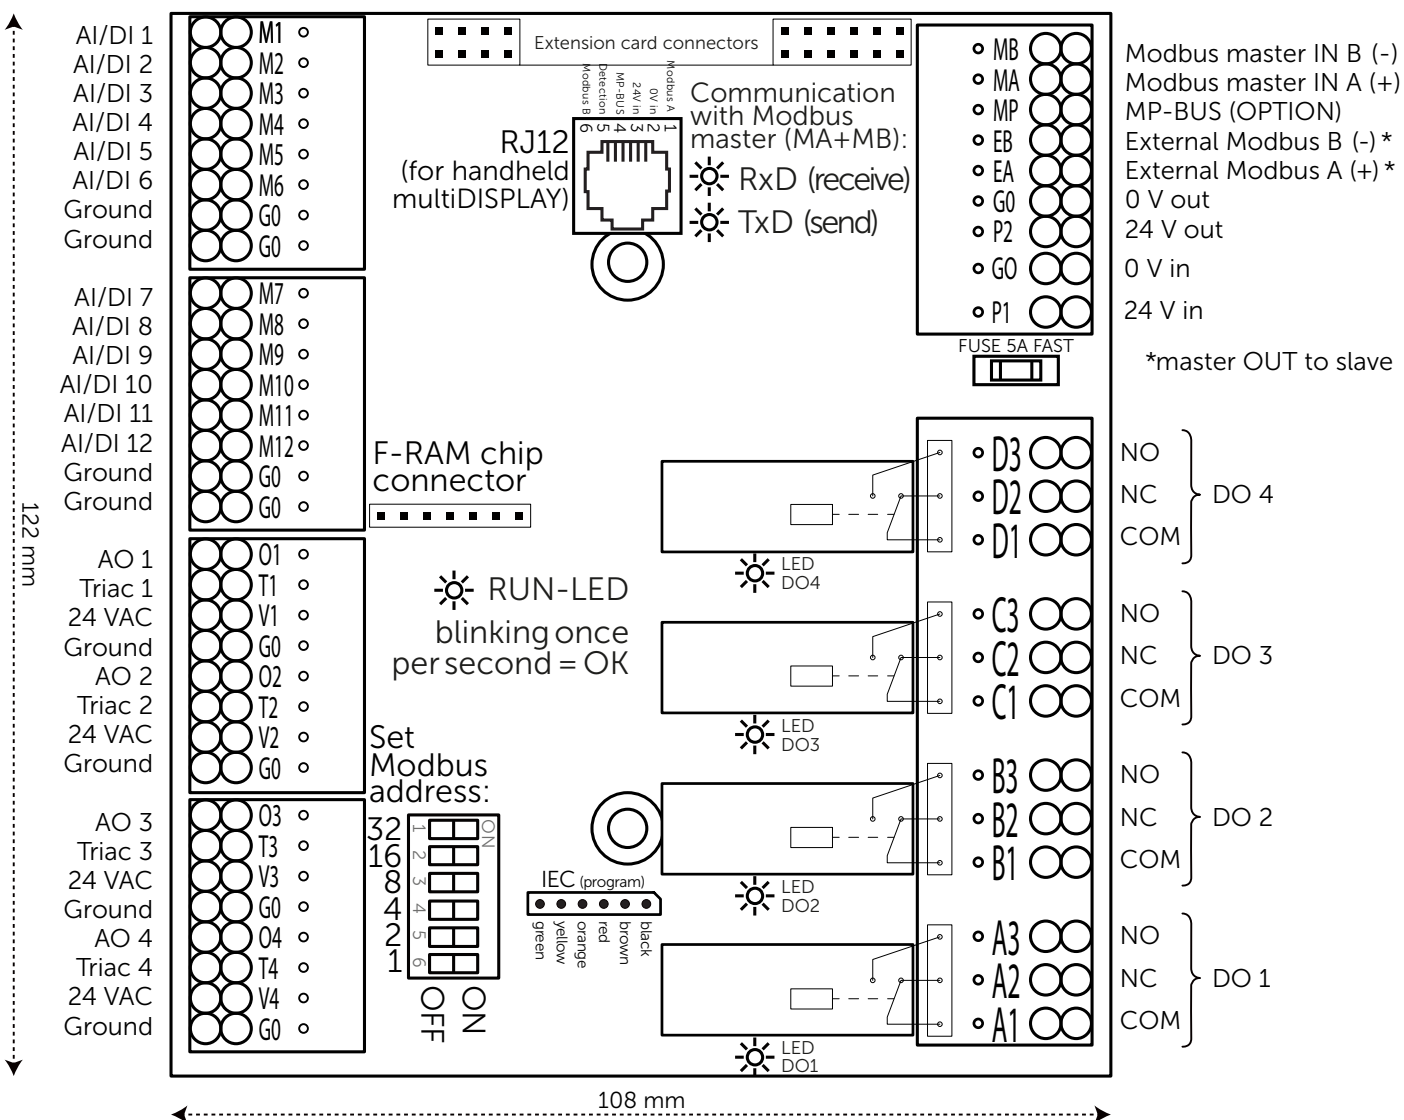 AI/DI 1
AI/DI 2
AI/DI 3
AI/DI 4
AI/DI 5
AI/DI 6
Ground
Ground
M1
M2
M3
M4
M5
M6
G0
G0
AI/DI 7
AI/DI 8
AI/DI 9
AI/DI 10
AI/DI 11
AI/DI 12
Ground
Ground
M7
M8
M9
M10
M11
M12
G0
G0
AO 1
Triac 1
24 VAC
Ground
AO 2
Triac 2
24 VAC
Ground
O1
T1
V1
G0
O2
T2
V2
G0
AO 3
Triac 3
24 VAC
Ground
AO 4
Triac 4
24 VAC
Ground
O3
T3
V3
G0
O4
T4
V4
G0
122 mm
108 mm
Extension card connectors
Modbus B
Detection
MP-BUS
24V in
0V in
Modbus A
6 5 4 3 2 1
RJ12
(for handheld
multiDISPLAY)
Communication
with Modbus
master (MA+MB):
RxD (receive)
TxD (send)
F-RAM chip
connector
RUN-LED
blinking once
per second = OK
Set
Modbus
address:
32
16
8
4
2
1
1
2
3
4
5
6
ON
OFF
ON
IEC (program)
green
yellow
orange
red
brown
black
MB
MA
MP
EB
EA
G0
P2
GO
P1
Modbus master IN B (-)
Modbus master IN A (+)
MP-BUS (OPTION)
External Modbus B (-) *
External Modbus A (+) *
0 V out
24 V out
0 V in
24 V in
FUSE 5A FAST
*master OUT to slave
LED
DO4
D3
D2
D1
NO
NC
COM
DO 4
LED
DO3
C3
C2
C1
NO
NC
COM
DO 3
LED
DO2
B3
B2
B1
NO
NC
COM
DO 2
LED
DO1
A3
A2
A1
NO
NC
COM
DO 1